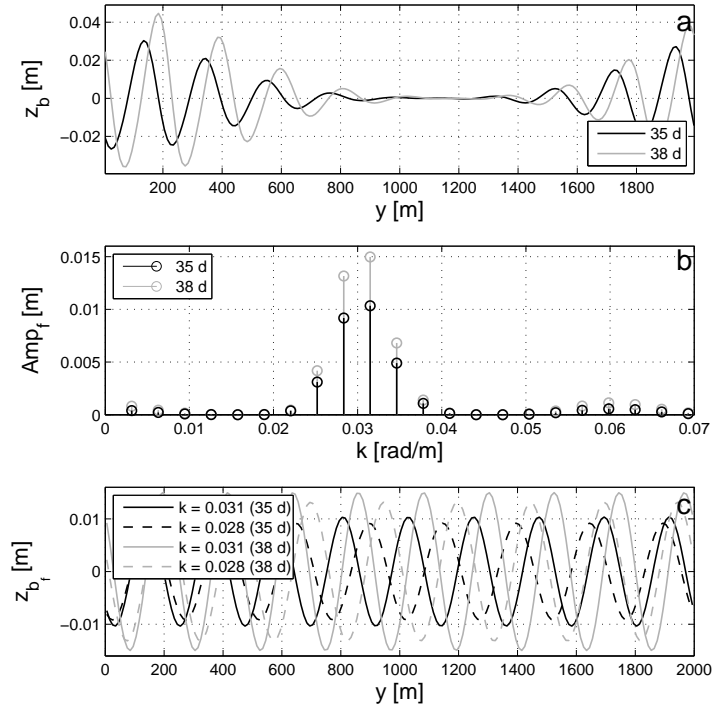 a
0.04
0.02
0
−0.02
z_b [m]
35 d
38 d
200 400 600 800 1000 1200 1400 1600 1800
y [m]
b
0.015
0.01
0.005
0
Amp_f [m]
35 d
38 d
0 0.01 0.02 0.03 0.04 0.05 0.06 0.07
k [rad/m]
c
0.01
0
−0.01
z_b_f [m]
k = 0.031 (35 d)
k = 0.028 (35 d)
k = 0.031 (38 d)
k = 0.028 (38 d)
0 200 400 600 800 1000 1200 1400 1600 1800 2000
y [m]